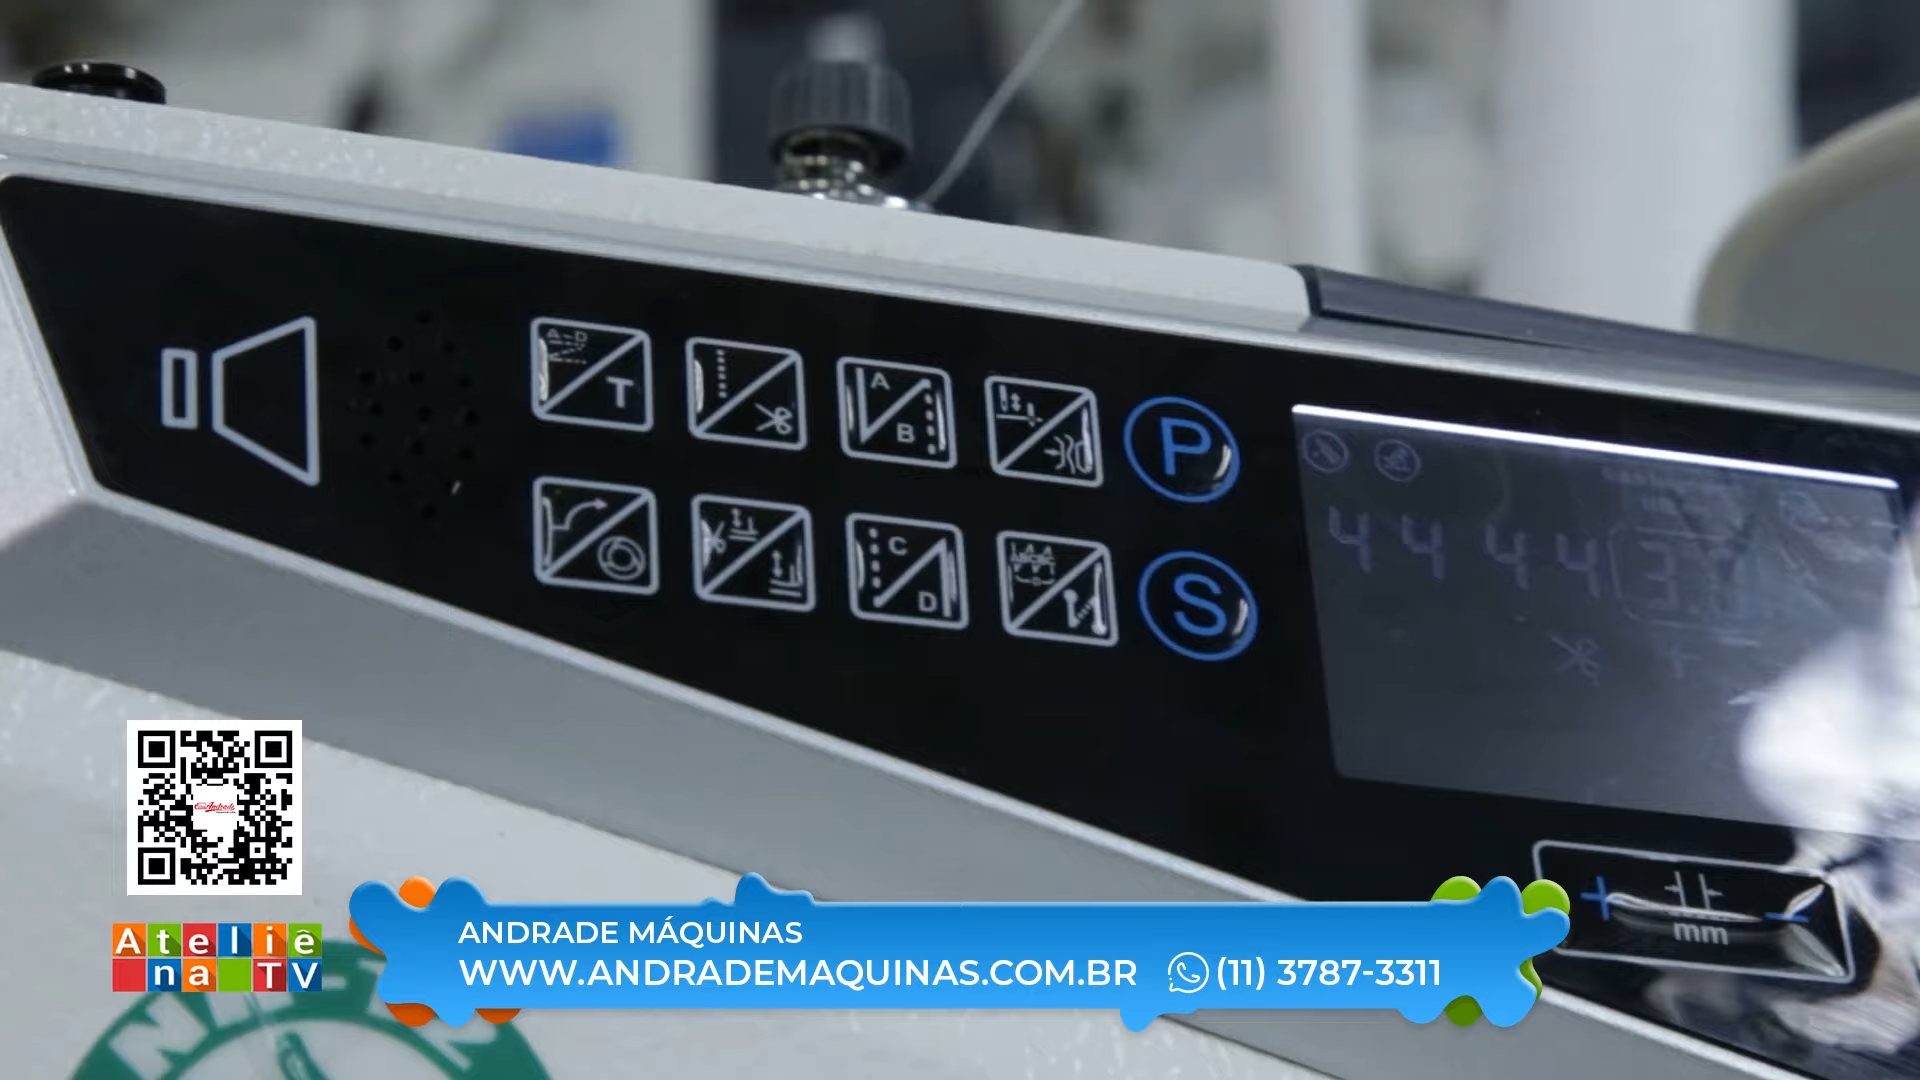 A-D
T
A
B
P
C
D
S
4 4 4 4 3.
+ mm -
Ateliê
na TV
ANDRADE MÁQUINAS
WWW.ANDRADEMAQUINAS.COM.BR (11) 3787-3311